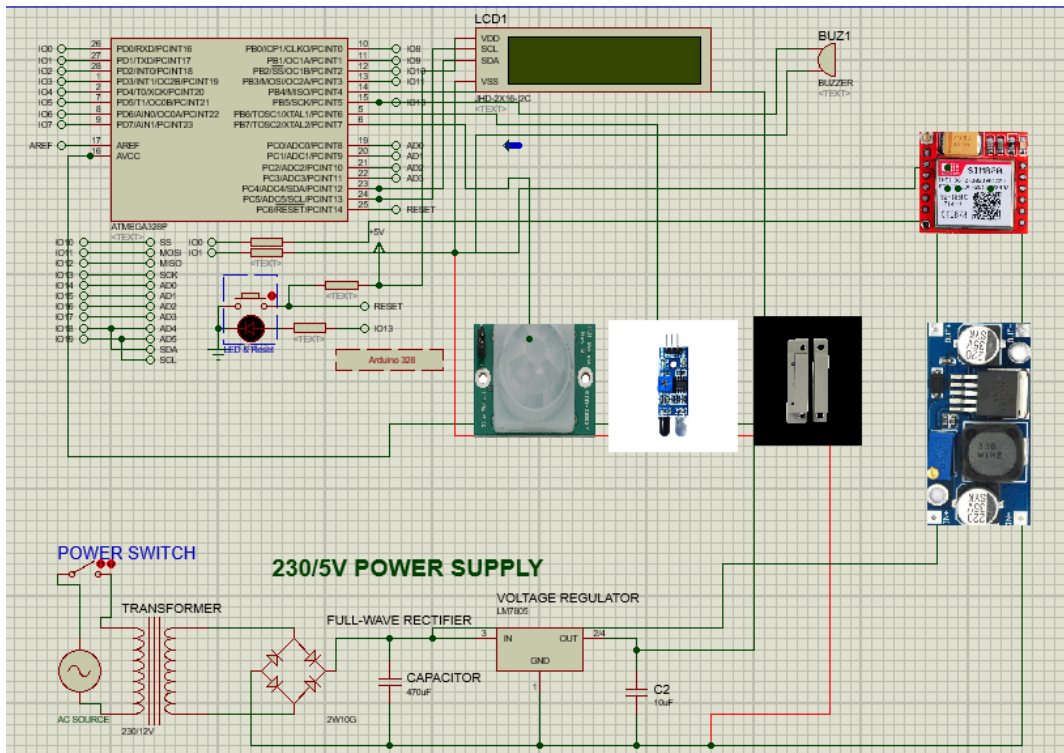 LCD1
BUZ1
BUZZER
<TEXT>
VDD
SCL
SDA
VSS
JHD-2X16-I2C
<TEXT>
IO0 26 PD0/RXD/PCINT16
IO1 27 PD1/TXD/PCINT17
IO2 28 PD2/INT0/PCINT18
IO3 1 PD3/INT1/OC2B/PCINT19
IO4 2 PD4/T0/XCK/PCINT20
IO5 7 PD5/T1/OC0B/PCINT21
IO6 8 PD6/AIN0/OC0A/PCINT22
IO7 9 PD7/AIN1/PCINT23
AREF 17 AREF
16 AVCC
PB0/ICP1/CLKO/PCINT0 10 IO8
PB1/OC1A/PCINT1 11 IO9
PB2/SS/OC1B/PCINT2 12 IO10
PB3/MOSI/OC2A/PCINT3 13 IO11
PB4/MISO/PCINT4 14
PB5/SCK/PCINT5 15 IO13
PB6/TOSC1/XTAL1/PCINT6 5
PB7/TOSC2/XTAL2/PCINT7 6
PC0/ADC0/PCINT8 19 AD0
PC1/ADC1/PCINT9 20 AD1
PC2/ADC2/PCINT10 21 AD2
PC3/ADC3/PCINT11 22 AD3
PC4/ADC4/SDA/PCINT12 23
PC5/ADC5/SCL/PCINT13 24
PC6/RESET/PCINT14 25 RESET
ATMEGA328P
<TEXT>
IO10 SS
IO11 MOSI
IO12 MISO
IO13 SCK
IO14 AD0
IO15 AD1
IO16 AD2
IO17 AD3
IO18 AD4
IO19 AD5
SDA
SCL
IO0
IO1
<TEXT>
+5V
<TEXT>
RESET
IO13
<TEXT>
LED & Reset
Arduino 328
POWER SWITCH
230/5V POWER SUPPLY
TRANSFORMER
FULL-WAVE RECTIFIER
VOLTAGE REGULATOR
LM7805
3 IN OUT 2/4
GND
1
CAPACITOR
470uF
C2
10uF
AC SOURCE
230/12V
2W10G